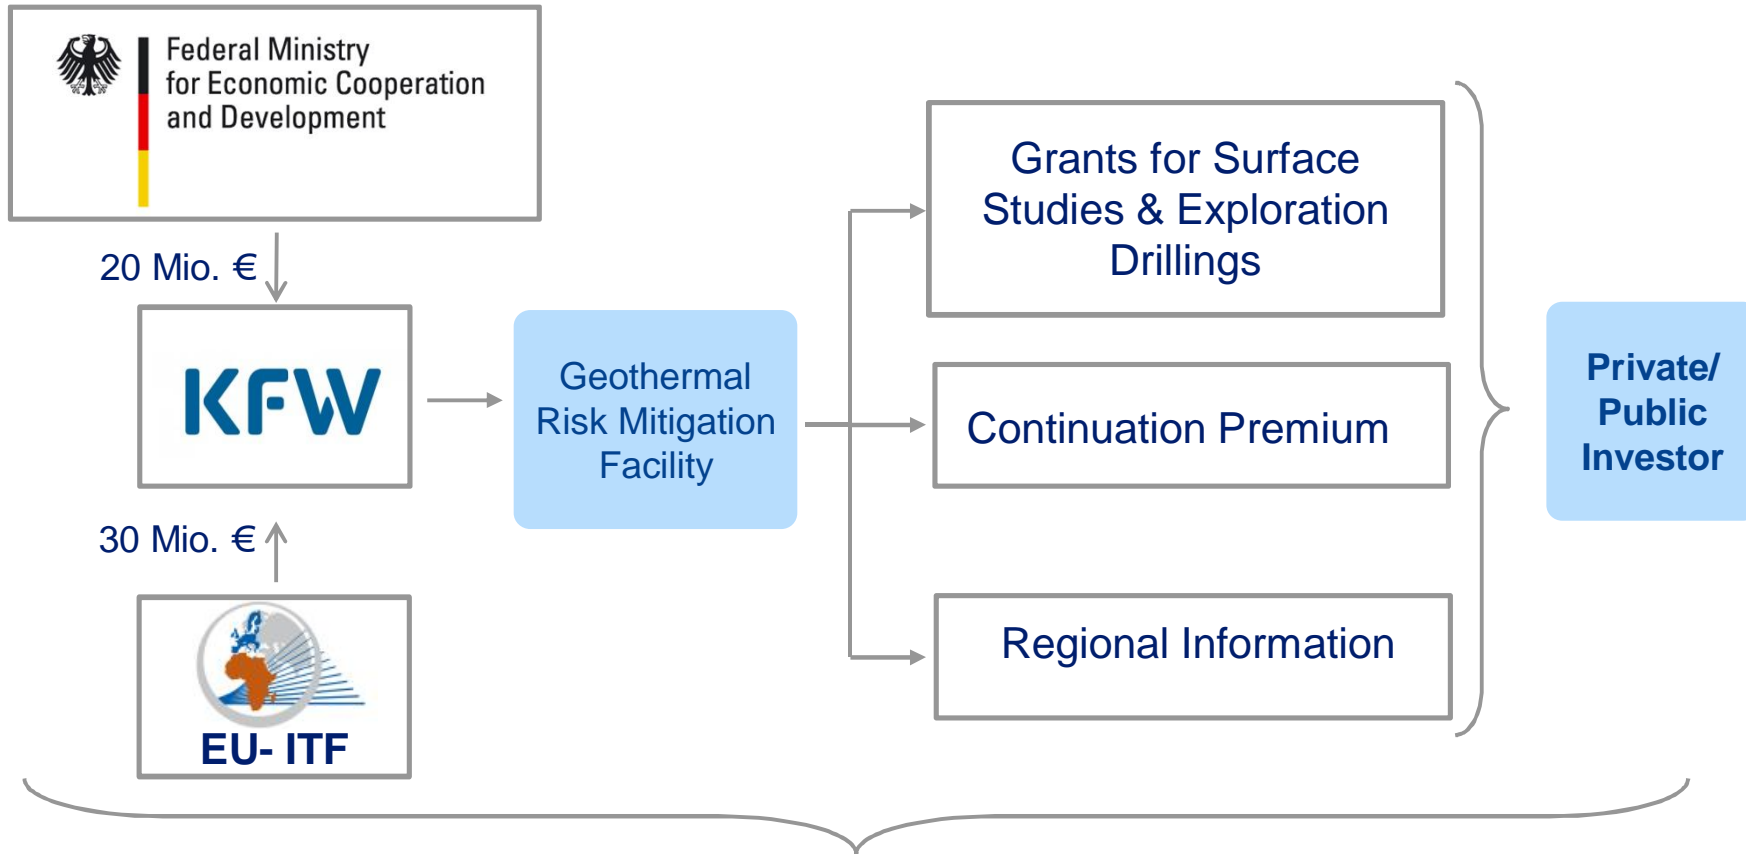 Federal Ministry
for Economic Cooperation
and Development
20 Mio. €
KFW
30 Mio. €
EU- ITF
Geothermal
Risk Mitigation
Facility
Grants for Surface
Studies & Exploration
Drillings
Continuation Premium
Regional Information
Private/
Public
Investor